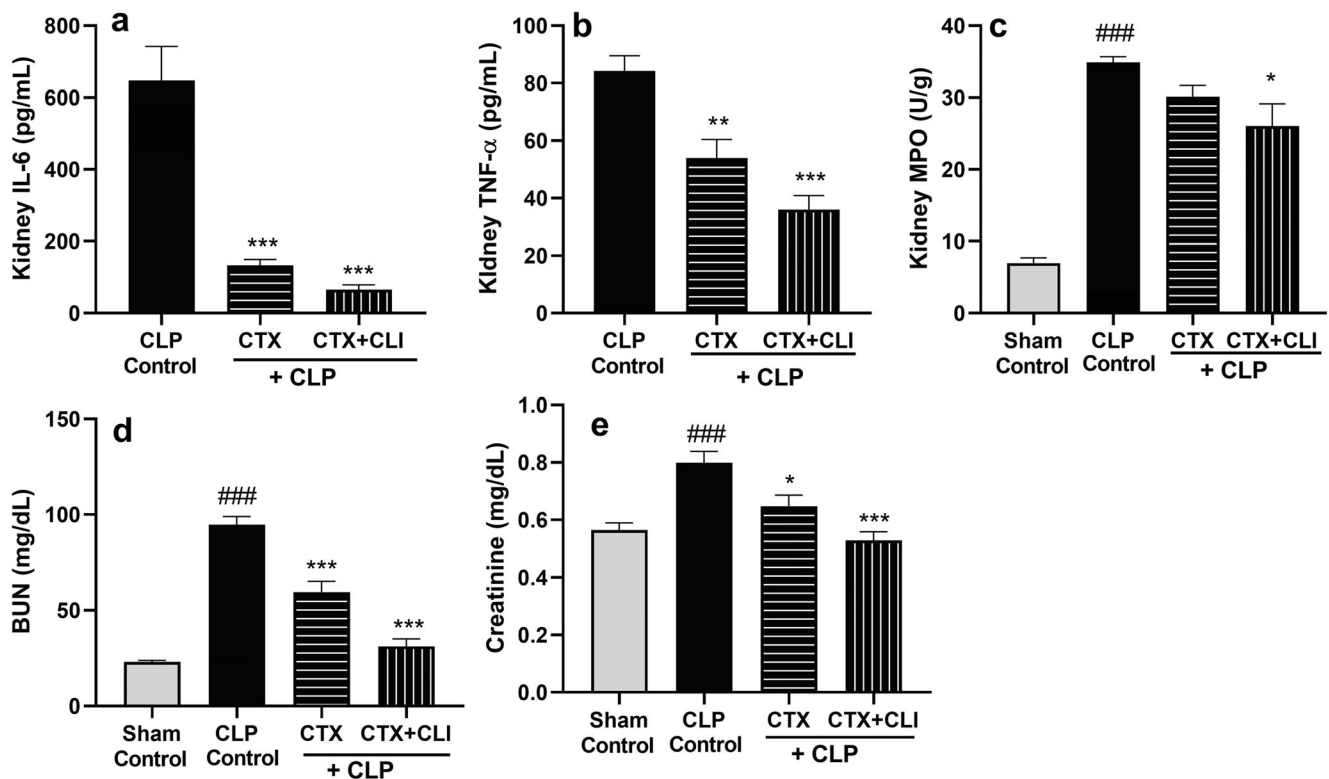 a
Kidney IL-6 (pg/mL)
800
600
400
200
0
***
***
CLP
Control
CTX
CTX+CLI
+ CLP
b
KIdney TNF-α (pg/mL)
100
80
60
40
20
0
**
***
CLP
Control
CTX
CTX+CLI
+ CLP
c
Kidney MPO (U/g)
40
30
20
10
0
###
*
Sham
Control
CLP
Control
CTX
CTX+CLI
+ CLP
d
BUN (mg/dL)
150
100
50
0
###
***
***
Sham
Control
CLP
Control
CTX
CTX+CLI
+ CLP
e
Creatinine (mg/dL)
1.0
0.8
0.6
0.4
0.2
0.0
###
*
***
Sham
Control
CLP
Control
CTX
CTX+CLI
+ CLP